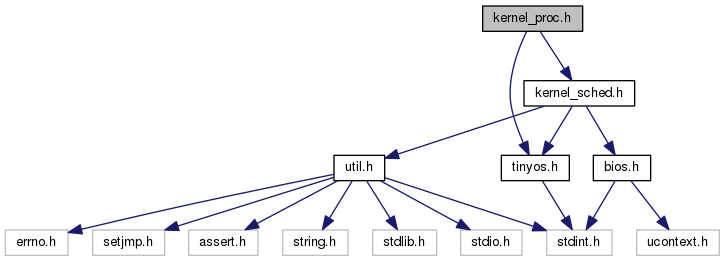 kernel_proc.h
kernel_sched.h
util.h
tinyos.h
bios.h
errno.h
setjmp.h
assert.h
string.h
stdlib.h
stdio.h
stdint.h
ucontext.h